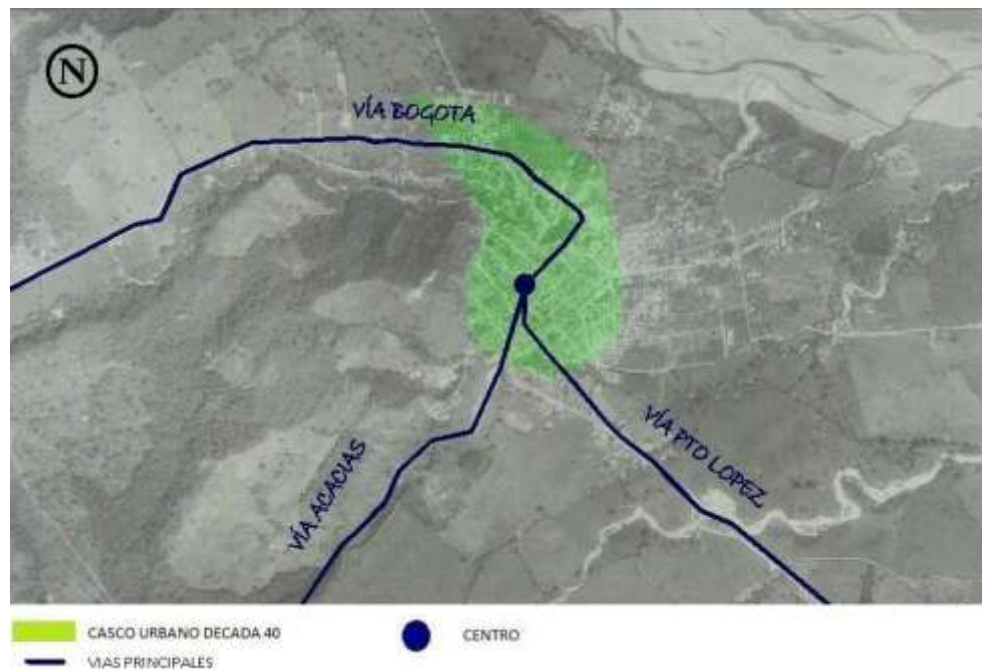 N
VÍA BOGOTA
VÍA ACACIAS
VÍA PTO LOPEZ
CASCO URBANO DECADA 40
CENTRO
VIAS PRINCIPALES